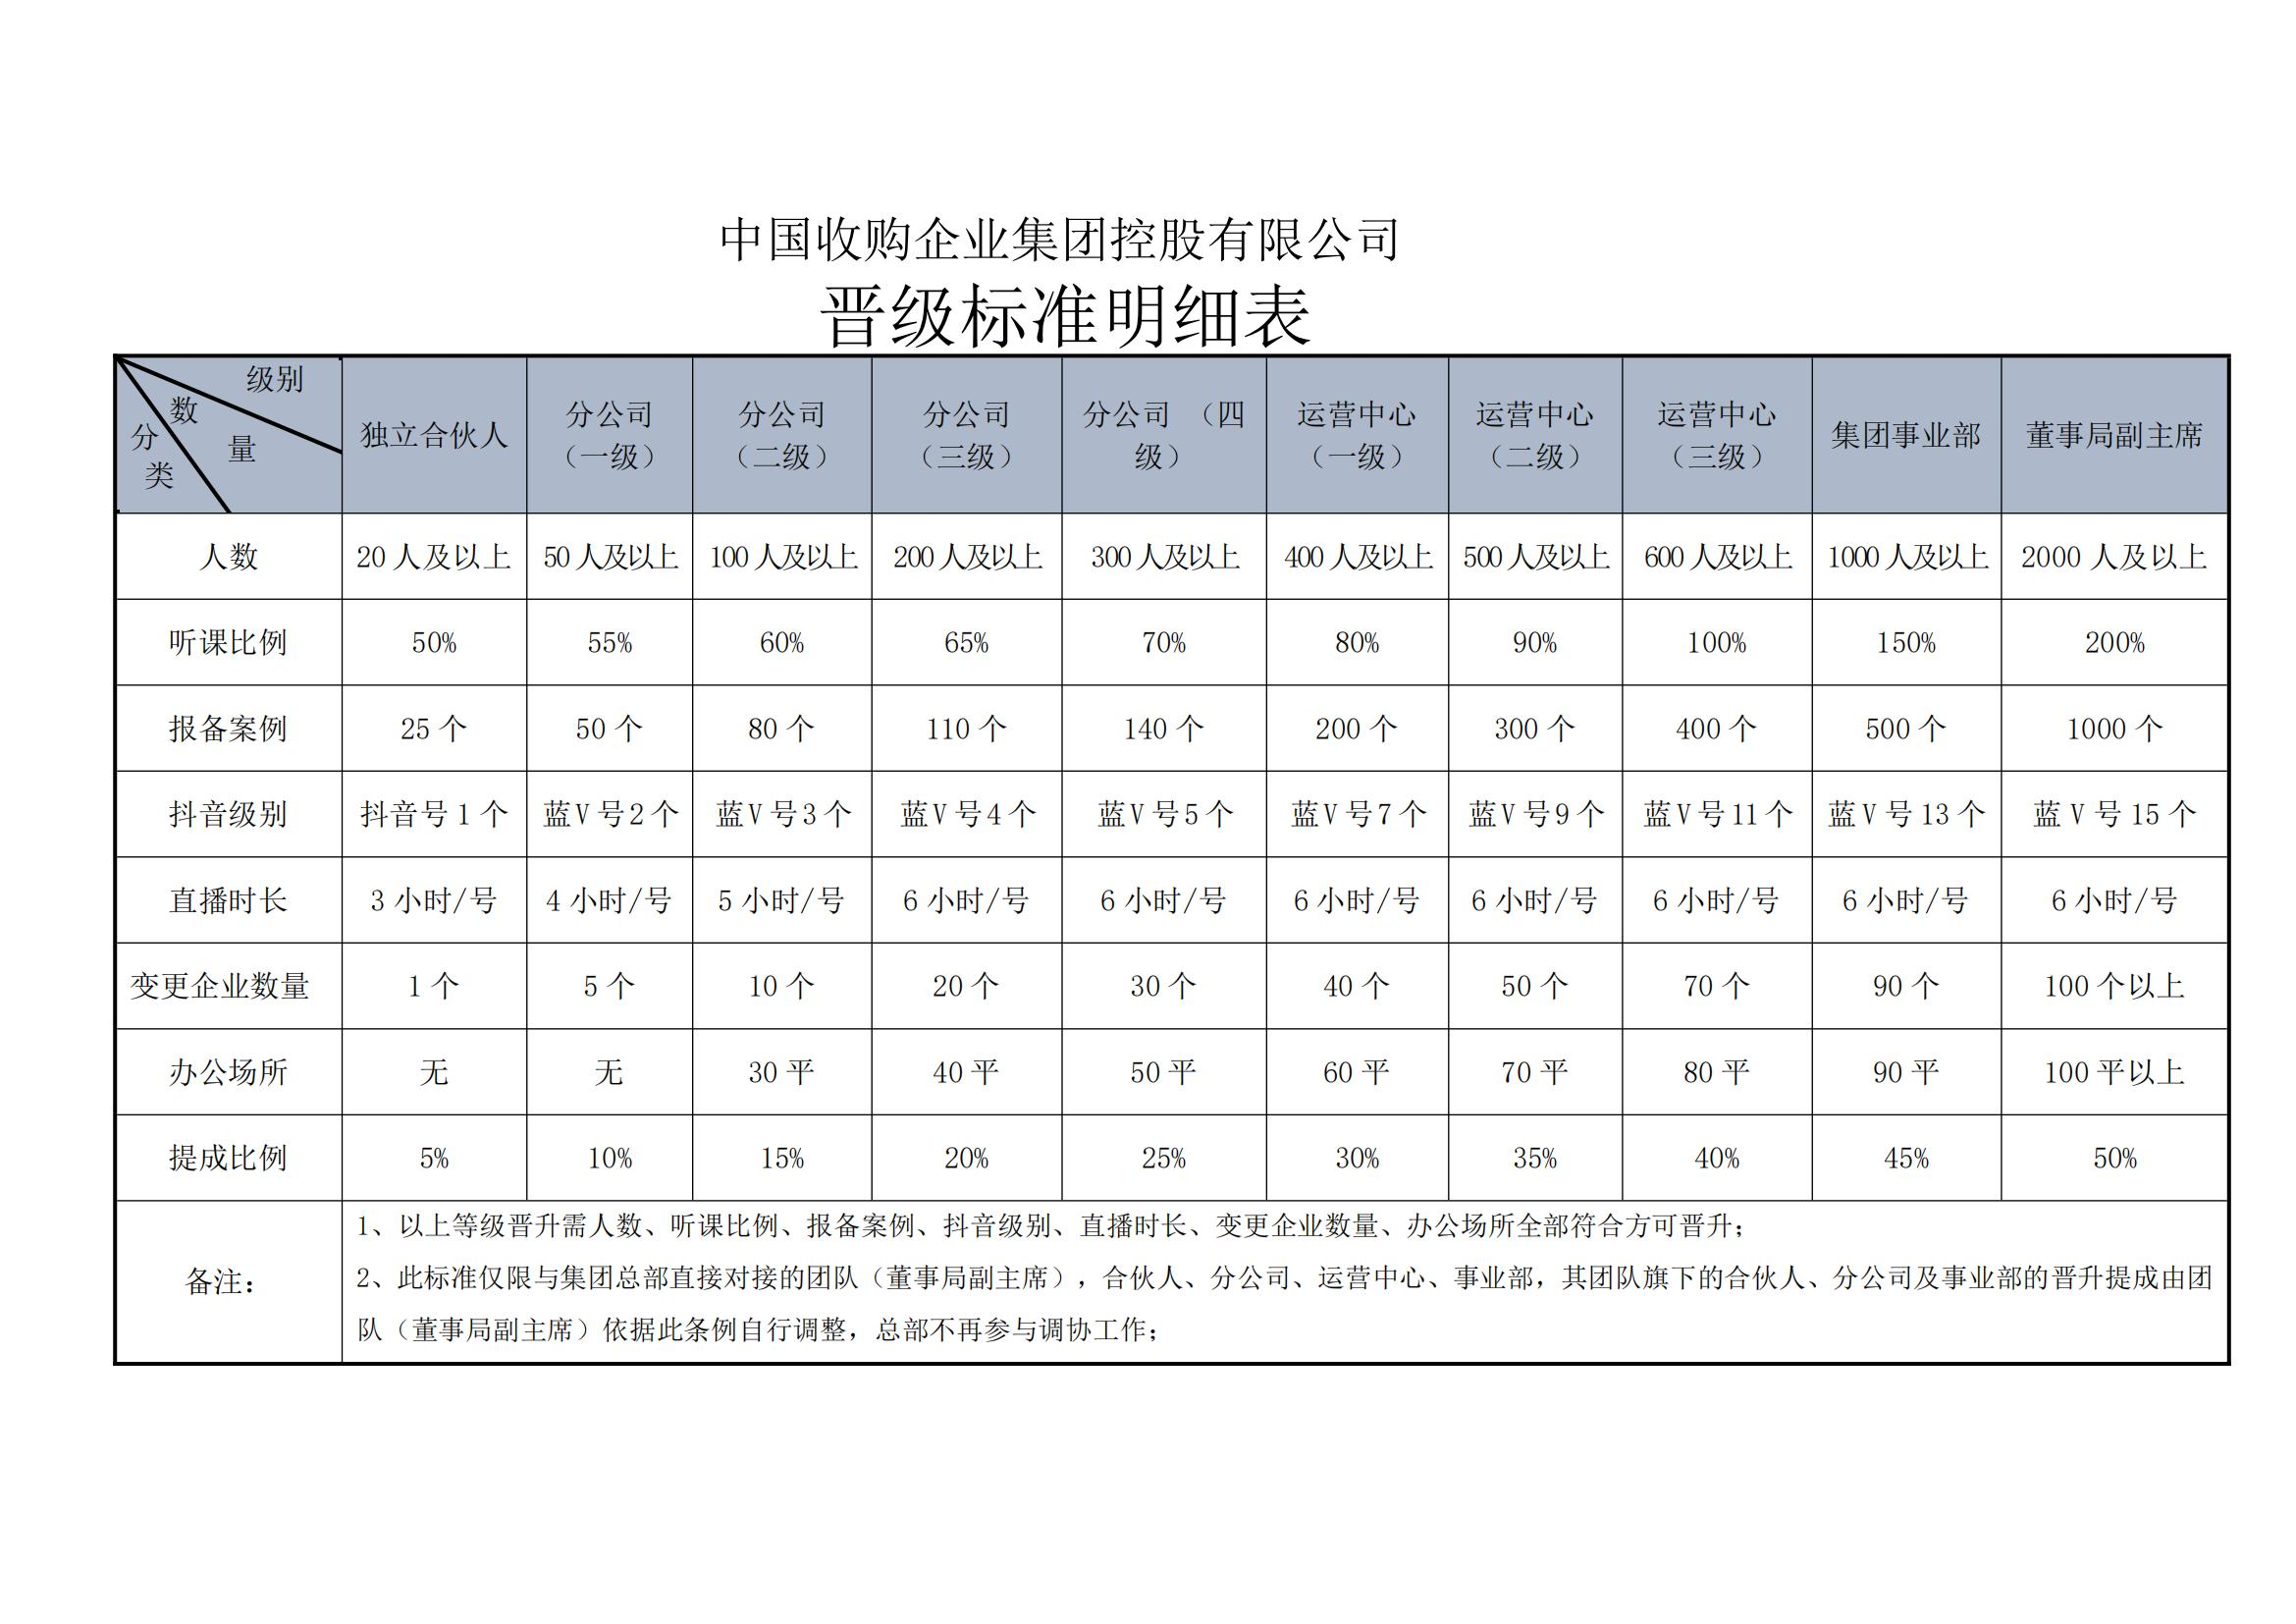 中国收购企业集团控股有限公司
晋级标准明细表
级别
数量
分类
独立合伙人
分公司
（一级）
分公司
（二级）
分公司
（三级）
分公司 （四
级）
运营中心
（一级）
运营中心
（二级）
运营中心
（三级）
集团事业部
董事局副主席
人数 20 人及以上 50 人及以上 100 人及以上 200 人及以上 300 人及以上 400 人及以上 500 人及以上 600 人及以上 1000 人及以上 2000 人及以上
听课比例 50% 55% 60% 65% 70% 80% 90% 100% 150% 200%
报备案例 25 个 50 个 80 个 110 个 140 个 200 个 300 个 400 个 500 个 1000 个
抖音级别 抖音号 1 个 蓝 V 号 2 个 蓝 V 号 3 个 蓝 V 号 4 个 蓝 V 号 5 个 蓝 V 号 7 个 蓝 V 号 9 个 蓝 V 号 11 个 蓝 V 号 13 个 蓝 V 号 15 个
直播时长 3 小时/号 4 小时/号 5 小时/号 6 小时/号 6 小时/号 6 小时/号 6 小时/号 6 小时/号 6 小时/号 6 小时/号
变更企业数量 1 个 5 个 10 个 20 个 30 个 40 个 50 个 70 个 90 个 100 个以上
办公场所 无 无 30 平 40 平 50 平 60 平 70 平 80 平 90 平 100 平以上
提成比例 5% 10% 15% 20% 25% 30% 35% 40% 45% 50%
备注：
1、以上等级晋升需人数、听课比例、报备案例、抖音级别、直播时长、变更企业数量、办公场所全部符合方可晋升；
2、此标准仅限与集团总部直接对接的团队（董事局副主席），合伙人、分公司、运营中心、事业部，其团队旗下的合伙人、分公司及事业部的晋升提成由团
队（董事局副主席）依据此条例自行调整，总部不再参与调协工作；